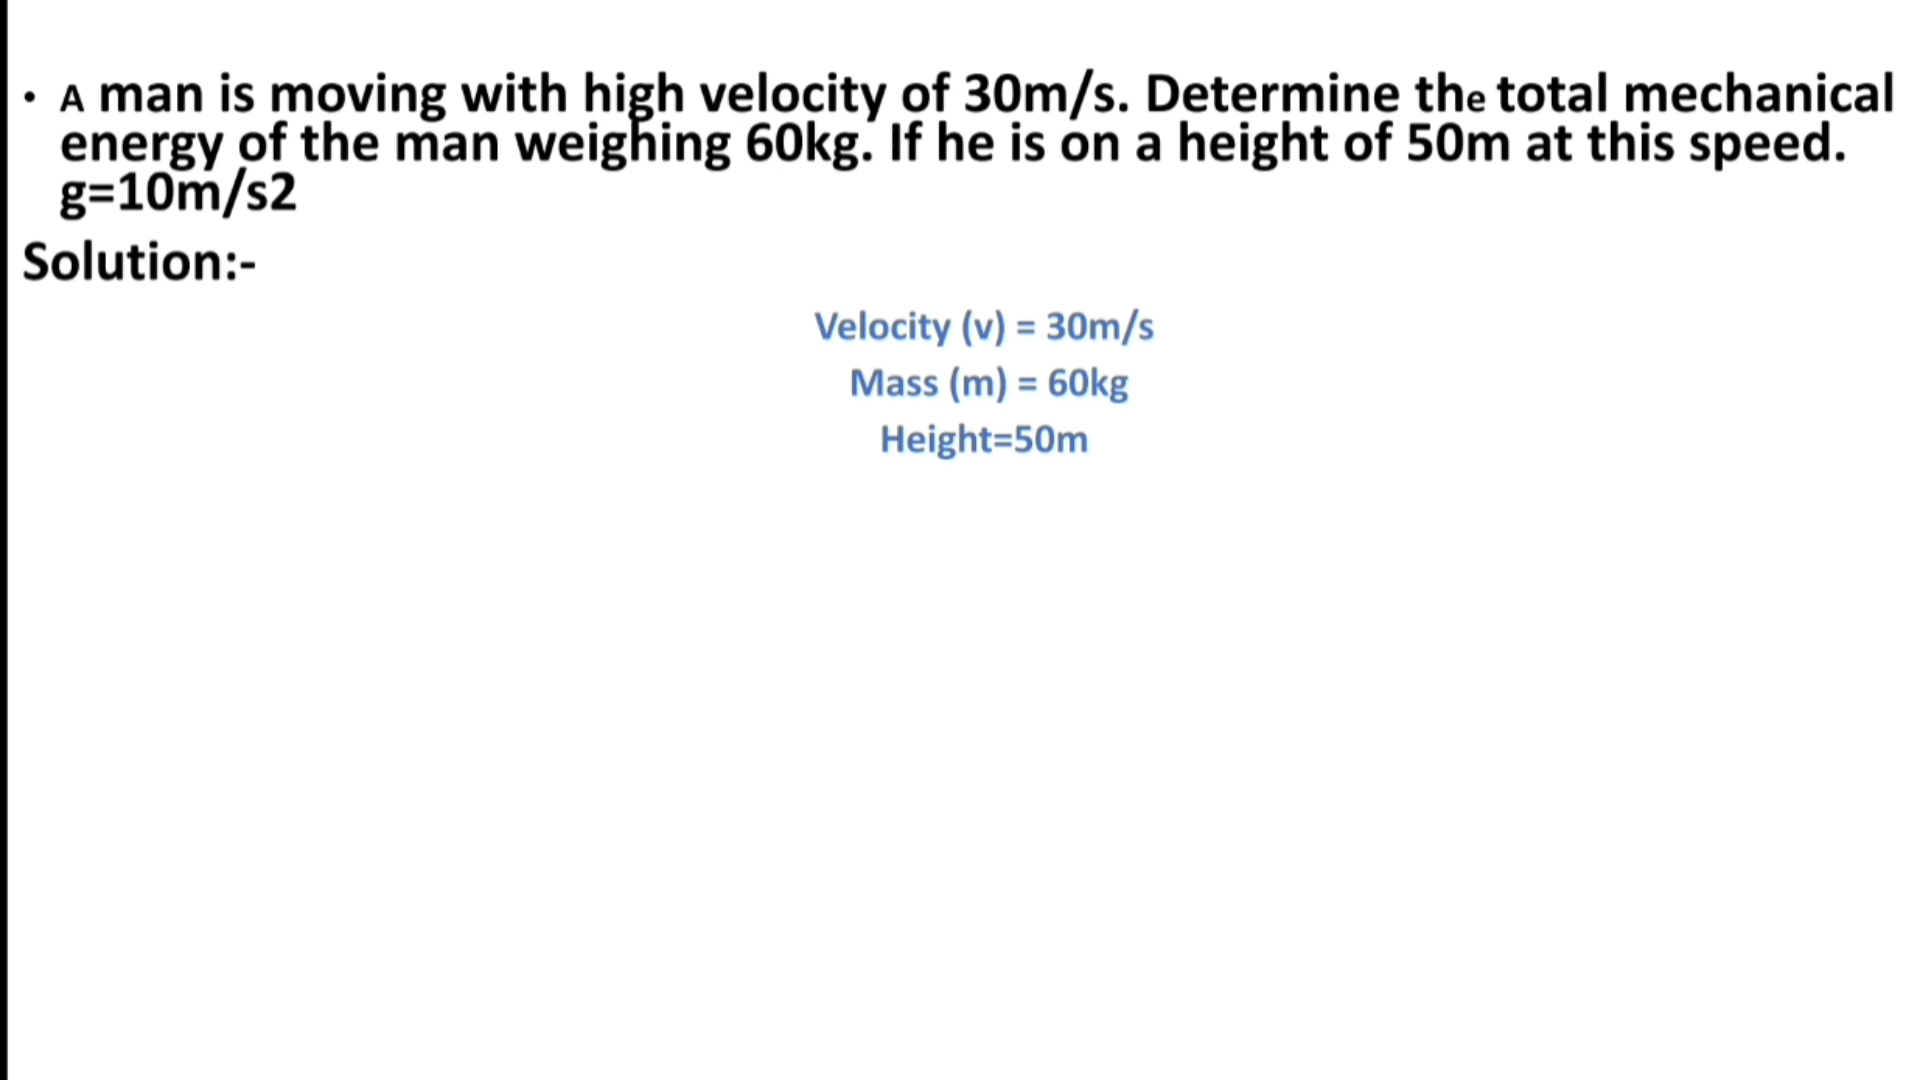 • A man is moving with high velocity of 30m/s. Determine the total mechanical
energy of the man weighing 60kg. If he is on a height of 50m at this speed.
g=10m/s2
Solution:-
Velocity (v) = 30m/s
Mass (m) = 60kg
Height=50m